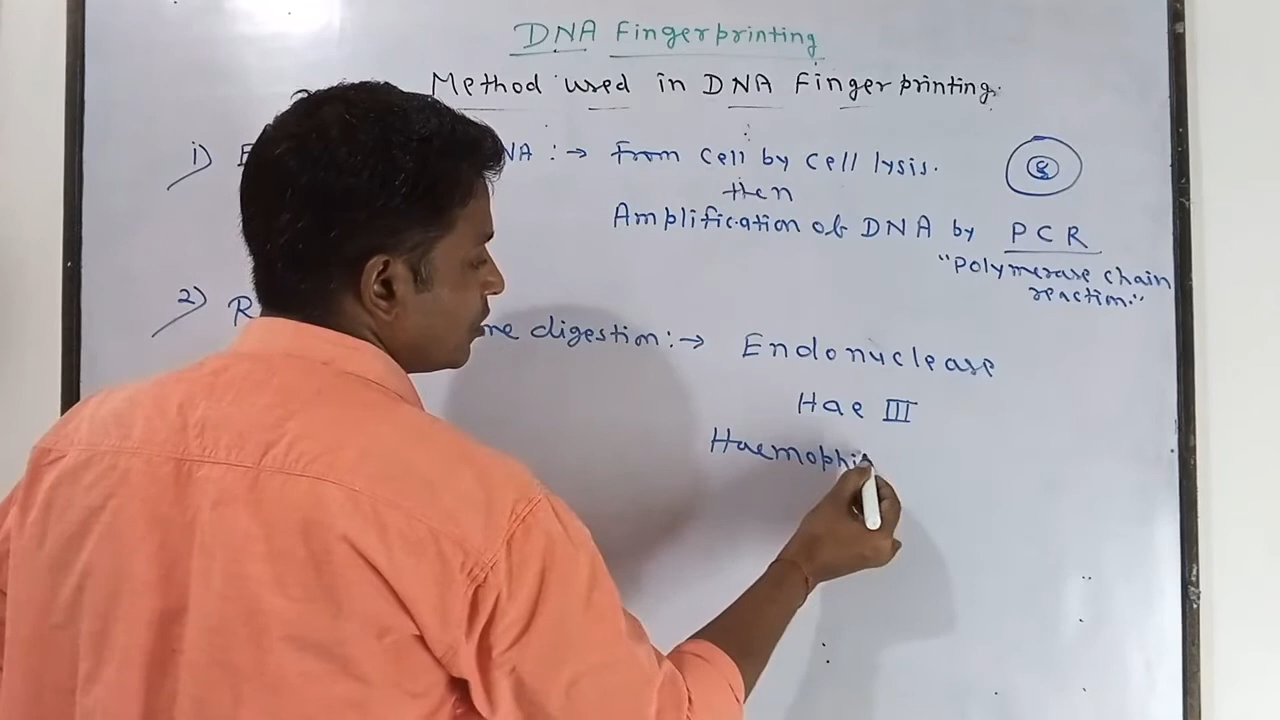 DNA Fingerprinting
Method used in DNA Fingerprinting.
i) NA :→ From cell by cell lysis.
then
Amplification of DNA by PCR
"Polymerase chain
reaction."
2) R me digestion :→ Endonuclease
Hae III
Haemophi